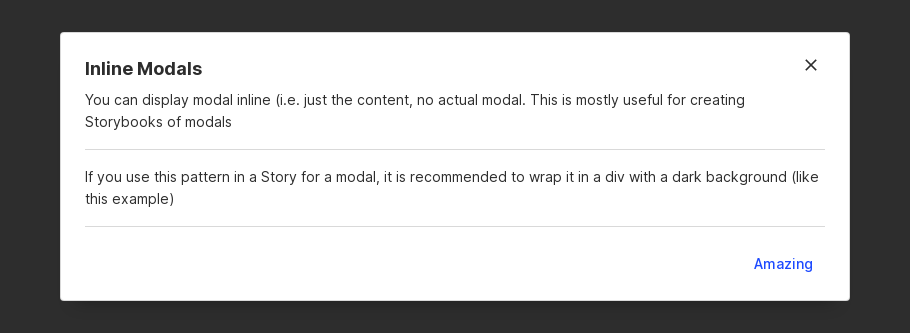 Inline Modals
You can display modal inline (i.e. just the content, no actual modal. This is mostly useful for creating
Storybooks of modals
If you use this pattern in a Story for a modal, it is recommended to wrap it in a div with a dark background (like
this example)
Amazing